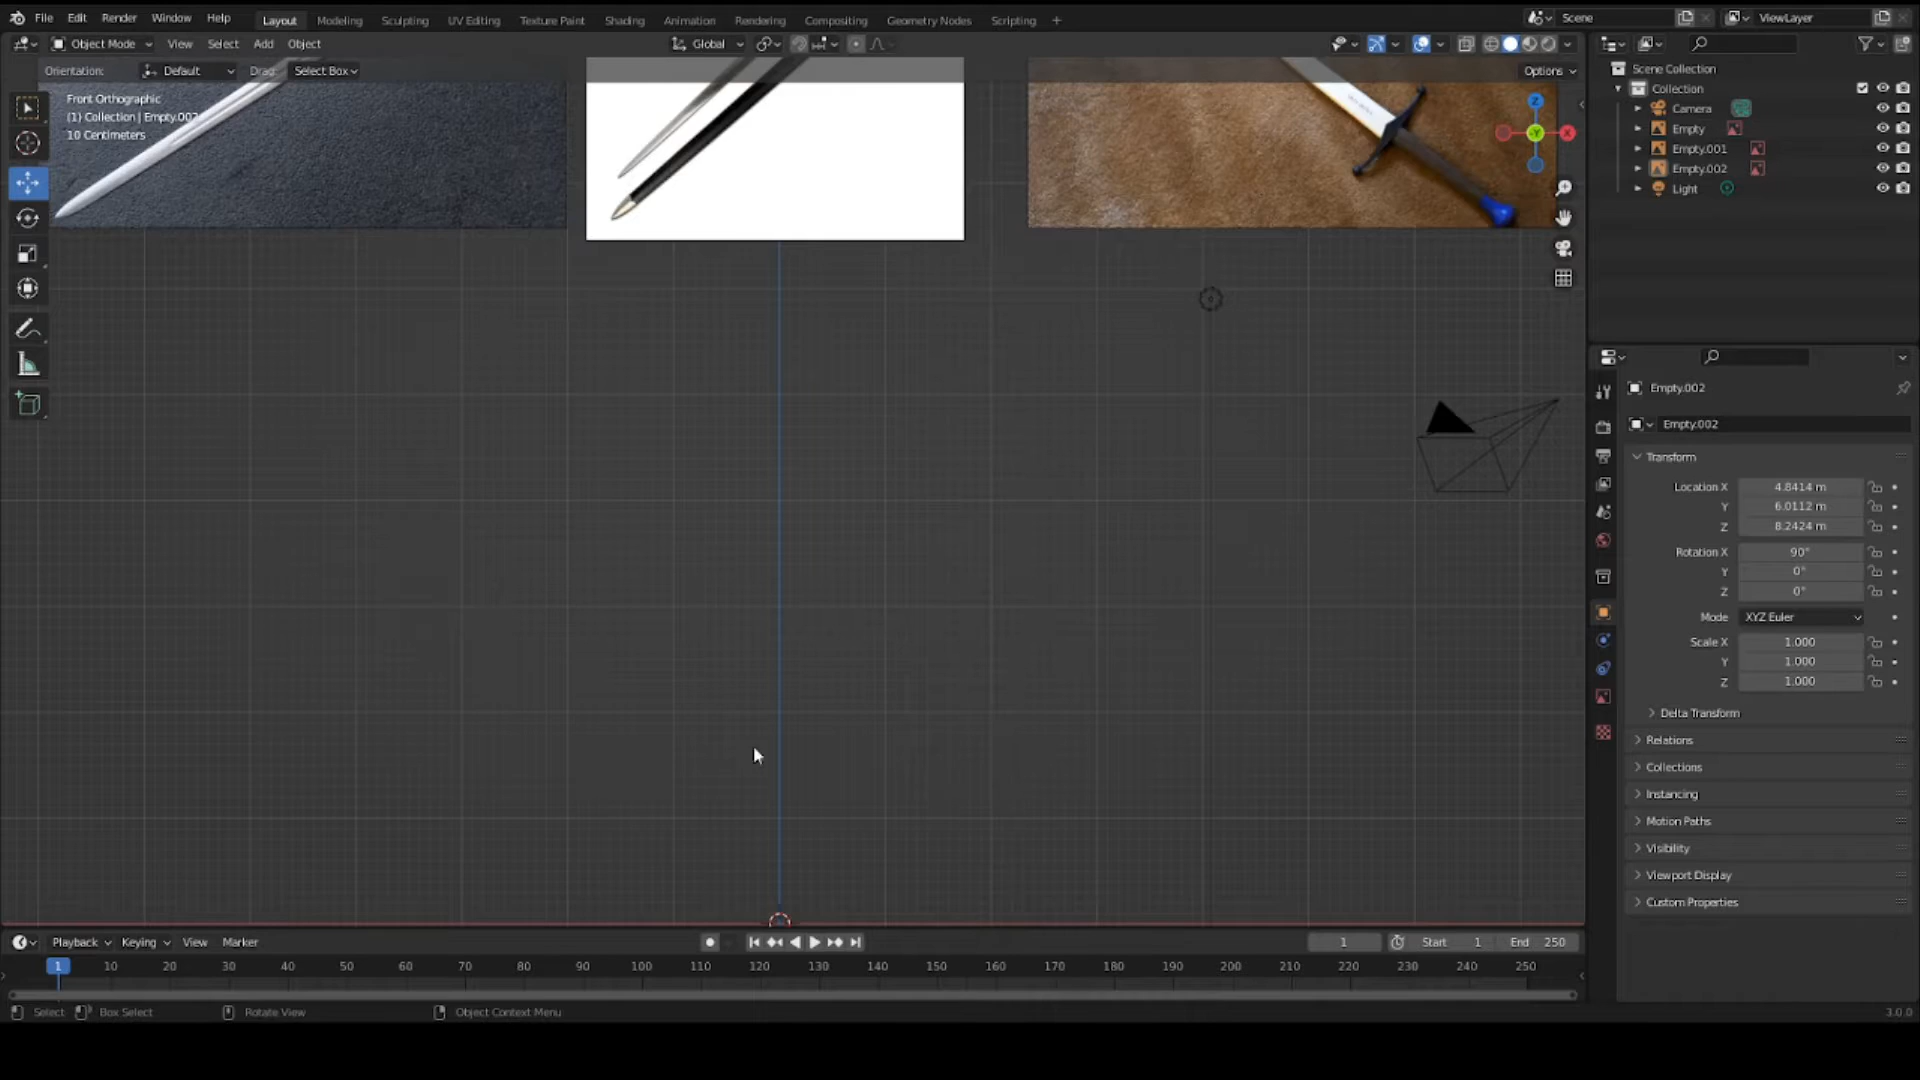 File Edit Render Window Help Layout Modeling Sculpting UV Editing Texture Paint Shading Animation Rendering Compositing Geometry Nodes Scripting + Scene ViewLayer
Object Mode View Select Add Object Global
Orientation: Default Drag: Select Box Options
Front Orthographic
(1) Collection | Empty.002
10 Centimeters
Z
X
-Y
Scene Collection
Collection
Camera
Empty
Empty.001
Empty.002
Light
Empty.002
Empty.002
Transform
Location X 4.8414 m
Y 6.0112 m
Z 8.2424 m
Rotation X 90°
Y 0°
Z 0°
Mode XYZ Euler
Scale X 1.000
Y 1.000
Z 1.000
Delta Transform
Relations
Collections
Instancing
Motion Paths
Visibility
Viewport Display
Custom Properties
Playback Keying View Marker 1 Start 1 End 250
1 10 20 30 40 50 60 70 80 90 100 110 120 130 140 150 160 170 180 190 200 210 220 230 240 250
Select Box Select Rotate View Object Context Menu 3.0.0